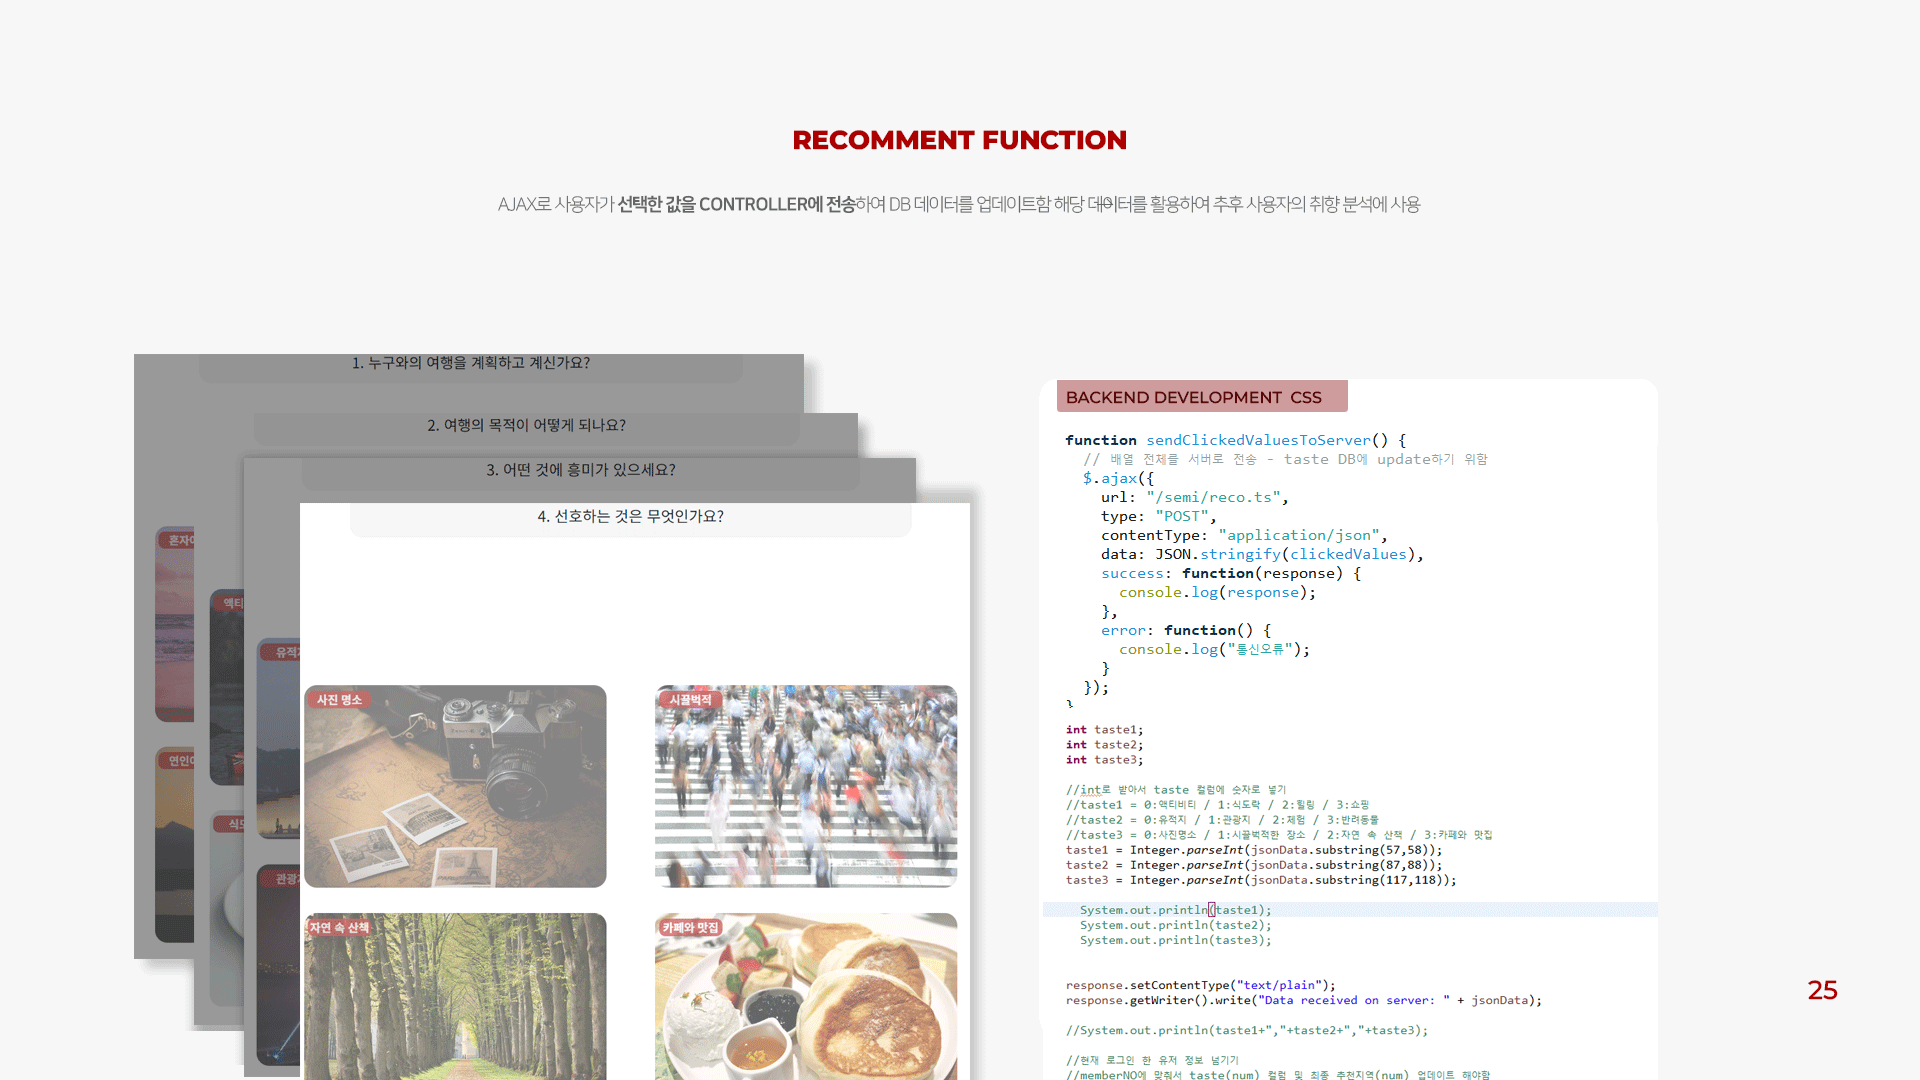 RECOMMENT FUNCTION
AJAX로 사용자가 선택한 값을 CONTROLLER에 전송하여 DB 데이터를 업데이트함 해당 데이터를 활용하여 추후 사용자의 취향 분석에 사용
1. 누구와의 여행을 계획하고 계신가요?
2. 여행의 목적이 어떻게 되나요?
3. 어떤 것에 흥미가 있으세요?
4. 선호하는 것은 무엇인가요?
혼자
액티
유적
연인
식도
관광
사진 명소
시끌벅적
자연 속 산책
카페와 맛집
BACKEND DEVELOPMENT CSS
function sendClickedValuesToServer() {
// 배열 전체를 서버로 전송 - taste DB에 update하기 위함
$.ajax({
url: "/semi/reco.ts",
type: "POST",
contentType: "application/json",
data: JSON.stringify(clickedValues),
success: function(response) {
console.log(response);
},
error: function() {
console.log("통신오류");
}
});
}
int taste1;
int taste2;
int taste3;
//int로 받아서 taste 컬럼에 숫자로 넣기
//taste1 = 0:액티비티 / 1:식도락 / 2:힐링 / 3:쇼핑
//taste2 = 0:유적지 / 1:관광지 / 2:체험 / 3:반려동물
//taste3 = 0:사진명소 / 1:시끌벅적한 장소 / 2:자연 속 산책 / 3:카페와 맛집
taste1 = Integer.parseInt(jsonData.substring(57,58));
taste2 = Integer.parseInt(jsonData.substring(87,88));
taste3 = Integer.parseInt(jsonData.substring(117,118));
System.out.println(taste1);
System.out.println(taste2);
System.out.println(taste3);
response.setContentType("text/plain");
response.getWriter().write("Data received on server: " + jsonData);
//System.out.println(taste1+","+taste2+","+taste3);
//현재 로그인 한 유저 정보 넘기기
//memberNO에 맞춰서 taste(num) 컬럼 및 최종 추천지역(num) 업데이트 해야함
25